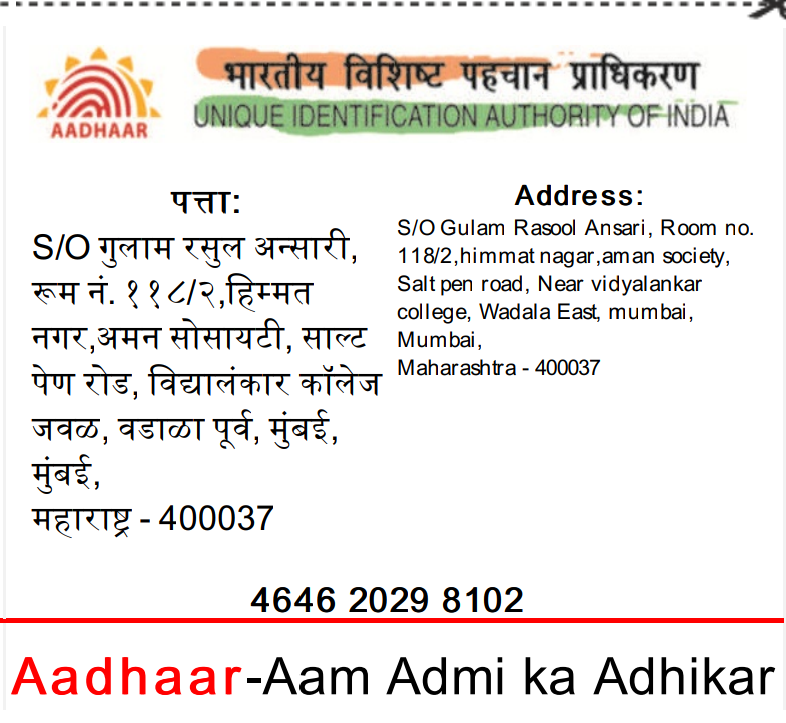 भारतीय विशिष्ट पहचान प्राधिकरण
UNIQUE IDENTIFICATION AUTHORITY OF INDIA
AADHAAR
पत्ता:
S/O गुलाम रसुल अन्सारी,
रूम नं. ११८/२,हिम्मत
नगर,अमन सोसायटी, साल्ट
पेण रोड, विद्यालंकार कॉलेज
जवळ, वडाळा पूर्व, मुंबई,
मुंबई,
महाराष्ट्र - 400037
Address:
S/O Gulam Rasool Ansari, Room no.
118/2,himmat nagar,aman society,
Salt pen road, Near vidyalankar
college, Wadala East, mumbai,
Mumbai,
Maharashtra - 400037
4646 2029 8102
Aadhaar-Aam Admi ka Adhikar